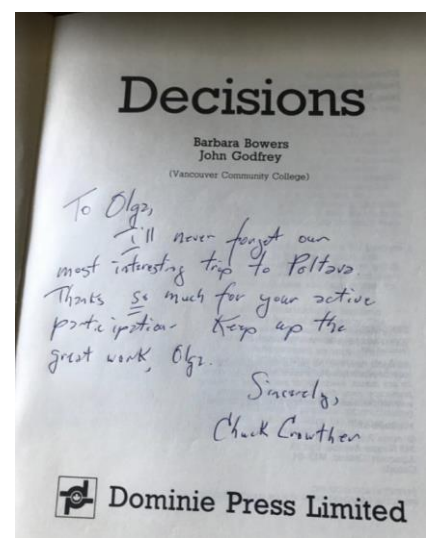 Decisions
Barbara Bowers
John Godfrey
(Vancouver Community College)
To Olga,
I'll never forget our
most interesting trip to Poltava.
Thanks so much for your active
participation. Keep up the
great work, Olga.
Sincerely,
Chuck Crowther
Dominie Press Limited